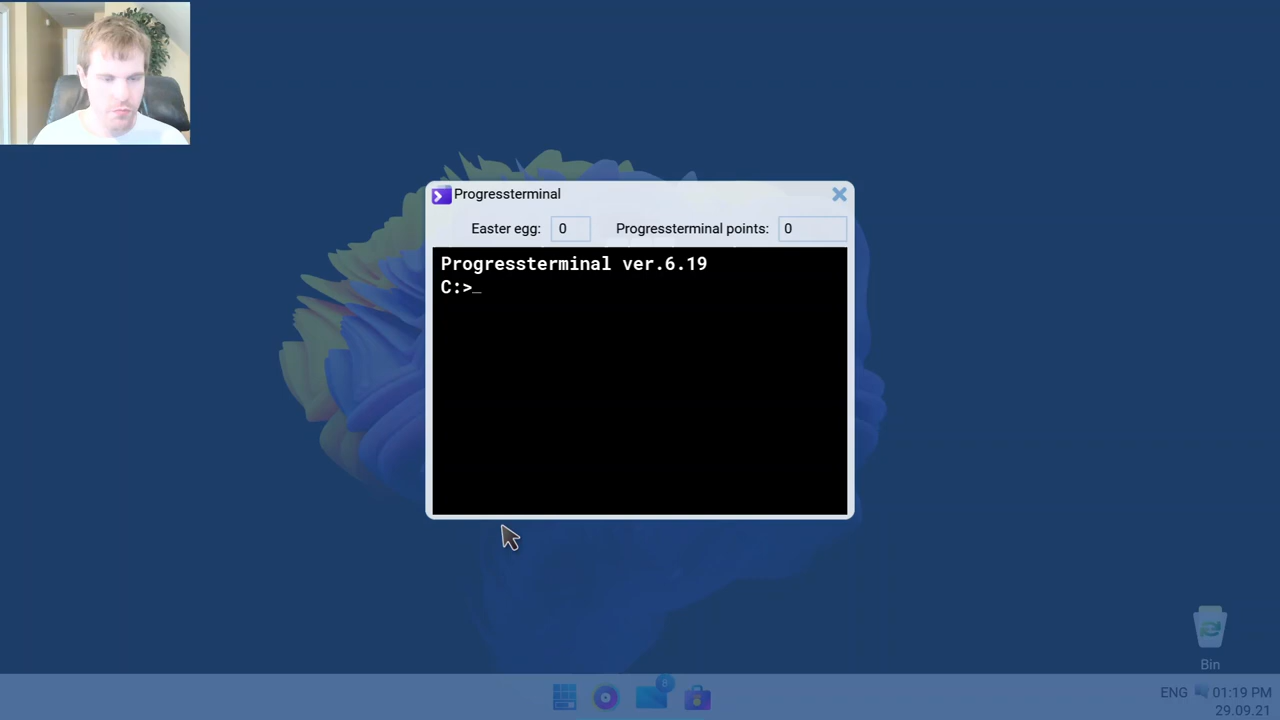 Progressterminal
Easter egg: 0 Progressterminal points: 0
Progressterminal ver.6.19
C:>_
Bin
8
ENG 01:19 PM
29.09.21